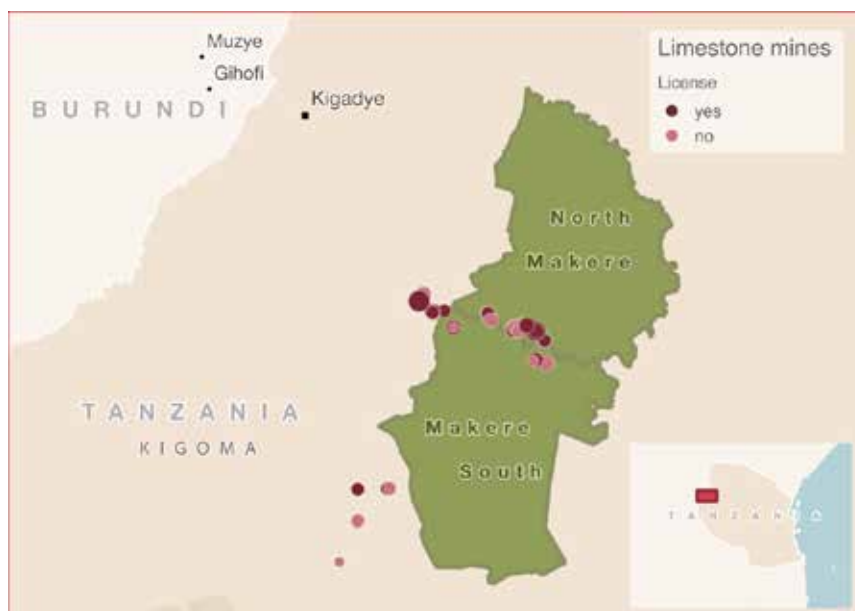 Muzye
Gihofi
BURUNDI
Kigadye
Limestone mines
License
yes
no
North
Makere
TANZANIA
KIGOMA
Makere
South
TANZANIA